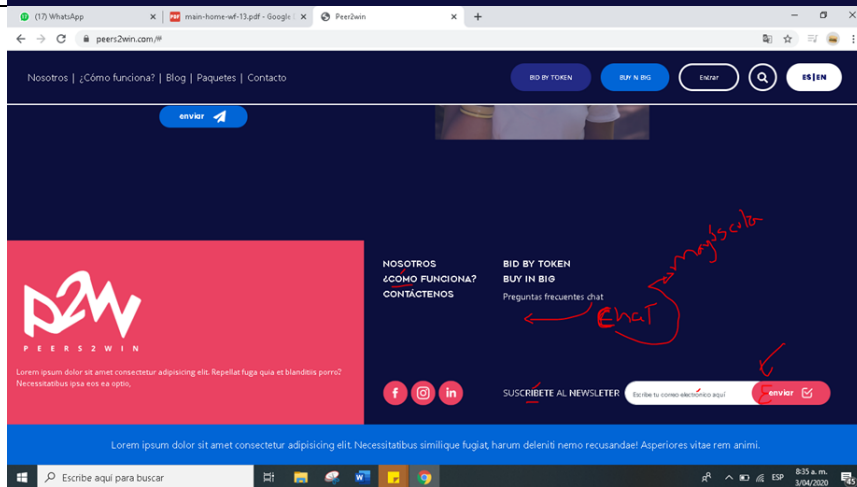 (17) WhatsApp
main-home-wf-13.pdf - Google
Peer2win
peers2win.com/#
Nosotros | ¿Cómo funciona? | Blog | Paquetes | Contacto
BID BY TOKEN
BUY N BIG
Entrar
ES|EN
enviar
Mayúscula
NOSOTROS
BID BY TOKEN
¿COMO FUNCIONA?
BUY IN BIG
CONTÁCTENOS
Preguntas frecuentes chat
ChaT
PEERS2WIN
Lorem ipsum dolor sit amet consectetur adipisicing elit. Repellat fuga quia et blanditiis porro?
Necessitatibus ipsa eos ea optio,
SUSCRIBETE AL NEWSLETER
Escribe tu correo electrónico aquí
E
enviar
Lorem ipsum dolor sit amet consectetur adipisicing elit. Necessitatibus similique fugiat, harum deleniti nemo recusandae! Asperiores vitae rem animi.
Escribe aquí para buscar
ESP
8:35 a. m.
3/04/2020